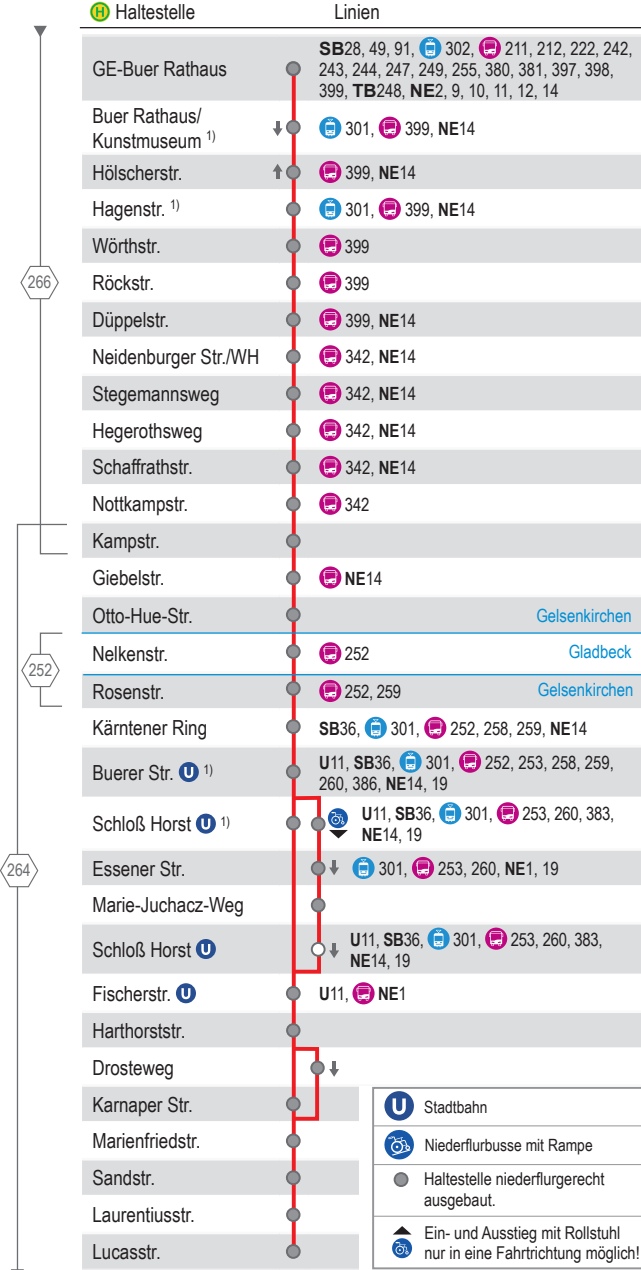 H Haltestelle Linien
GE-Buer Rathaus
SB28, 49, 91, 302, 211, 212, 222, 242,
243, 244, 247, 249, 255, 380, 381, 397, 398,
399, TB248, NE2, 9, 10, 11, 12, 14
Buer Rathaus/
Kunstmuseum 1)
301, 399, NE14
Hölscherstr. 399, NE14
Hagenstr. 1) 301, 399, NE14
Wörthstr. 399
266
Röckstr. 399
Düppelstr. 399, NE14
Neidenburger Str./WH 342, NE14
Stegemannsweg 342, NE14
Hegerothsweg 342, NE14
Schaffrathstr. 342, NE14
Nottkampstr. 342
Kampstr.
Giebelstr. NE14
Otto-Hue-Str. Gelsenkirchen
252
Nelkenstr. 252 Gladbeck
Rosenstr. 252, 259 Gelsenkirchen
Kärntener Ring SB36, 301, 252, 258, 259, NE14
Buerer Str. U 1)
U11, SB36, 301, 252, 253, 258, 259,
260, 386, NE14, 19
Schloß Horst U 1)
U11, SB36, 301, 253, 260, 383,
NE14, 19
264
Essener Str. 301, 253, 260, NE1, 19
Marie-Juchacz-Weg
Schloß Horst U
U11, SB36, 301, 253, 260, 383,
NE14, 19
Fischerstr. U U11, NE1
Harthorststr.
Drosteweg
Karnaper Str.
Marienfriedstr.
Sandstr.
Laurentiusstr.
Lucasstr.
U Stadtbahn
Niederflurbusse mit Rampe
Haltestelle niederflurgerecht
ausgebaut.
Ein- und Ausstieg mit Rollstuhl
nur in eine Fahrtrichtung möglich!